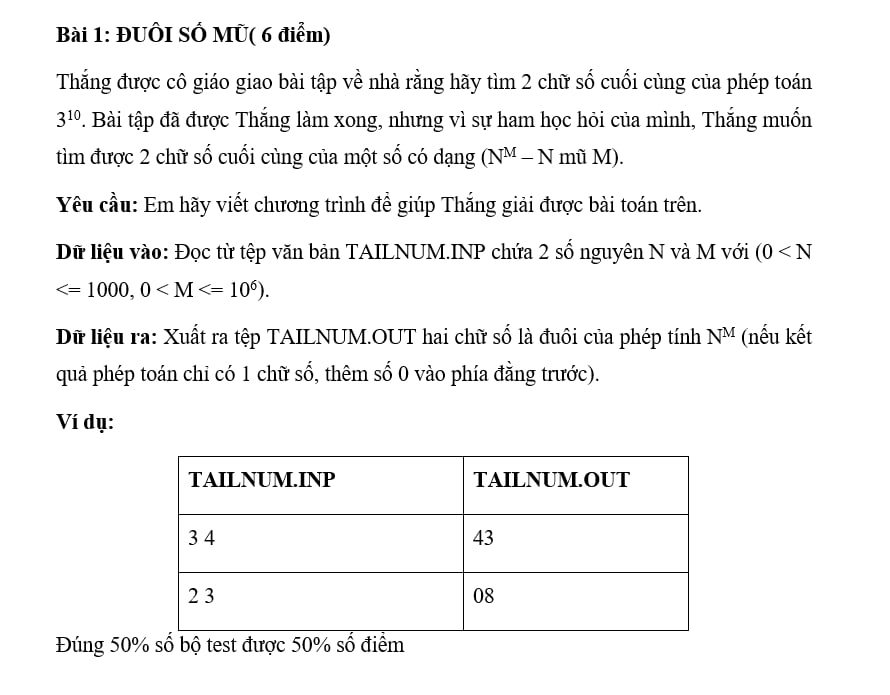 Bài 1: ĐUÔI SỐ MŨ( 6 điểm)
Thắng được cô giáo giao bài tập về nhà rằng hãy tìm 2 chữ số cuối cùng của phép toán
3¹⁰. Bài tập đã được Thắng làm xong, nhưng vì sự ham học hỏi của mình, Thắng muốn
tìm được 2 chữ số cuối cùng của một số có dạng (Nᴹ – N mũ M).
Yêu cầu: Em hãy viết chương trình để giúp Thắng giải được bài toán trên.
Dữ liệu vào: Đọc từ tệp văn bản TAILNUM.INP chứa 2 số nguyên N và M với (0 < N
<= 1000, 0 < M <= 10⁶).
Dữ liệu ra: Xuất ra tệp TAILNUM.OUT hai chữ số là đuôi của phép tính Nᴹ (nếu kết
quả phép toán chỉ có 1 chữ số, thêm số 0 vào phía đằng trước).
Ví dụ:
TAILNUM.INP TAILNUM.OUT
3 4 43
2 3 08
Đúng 50% số bộ test được 50% số điểm